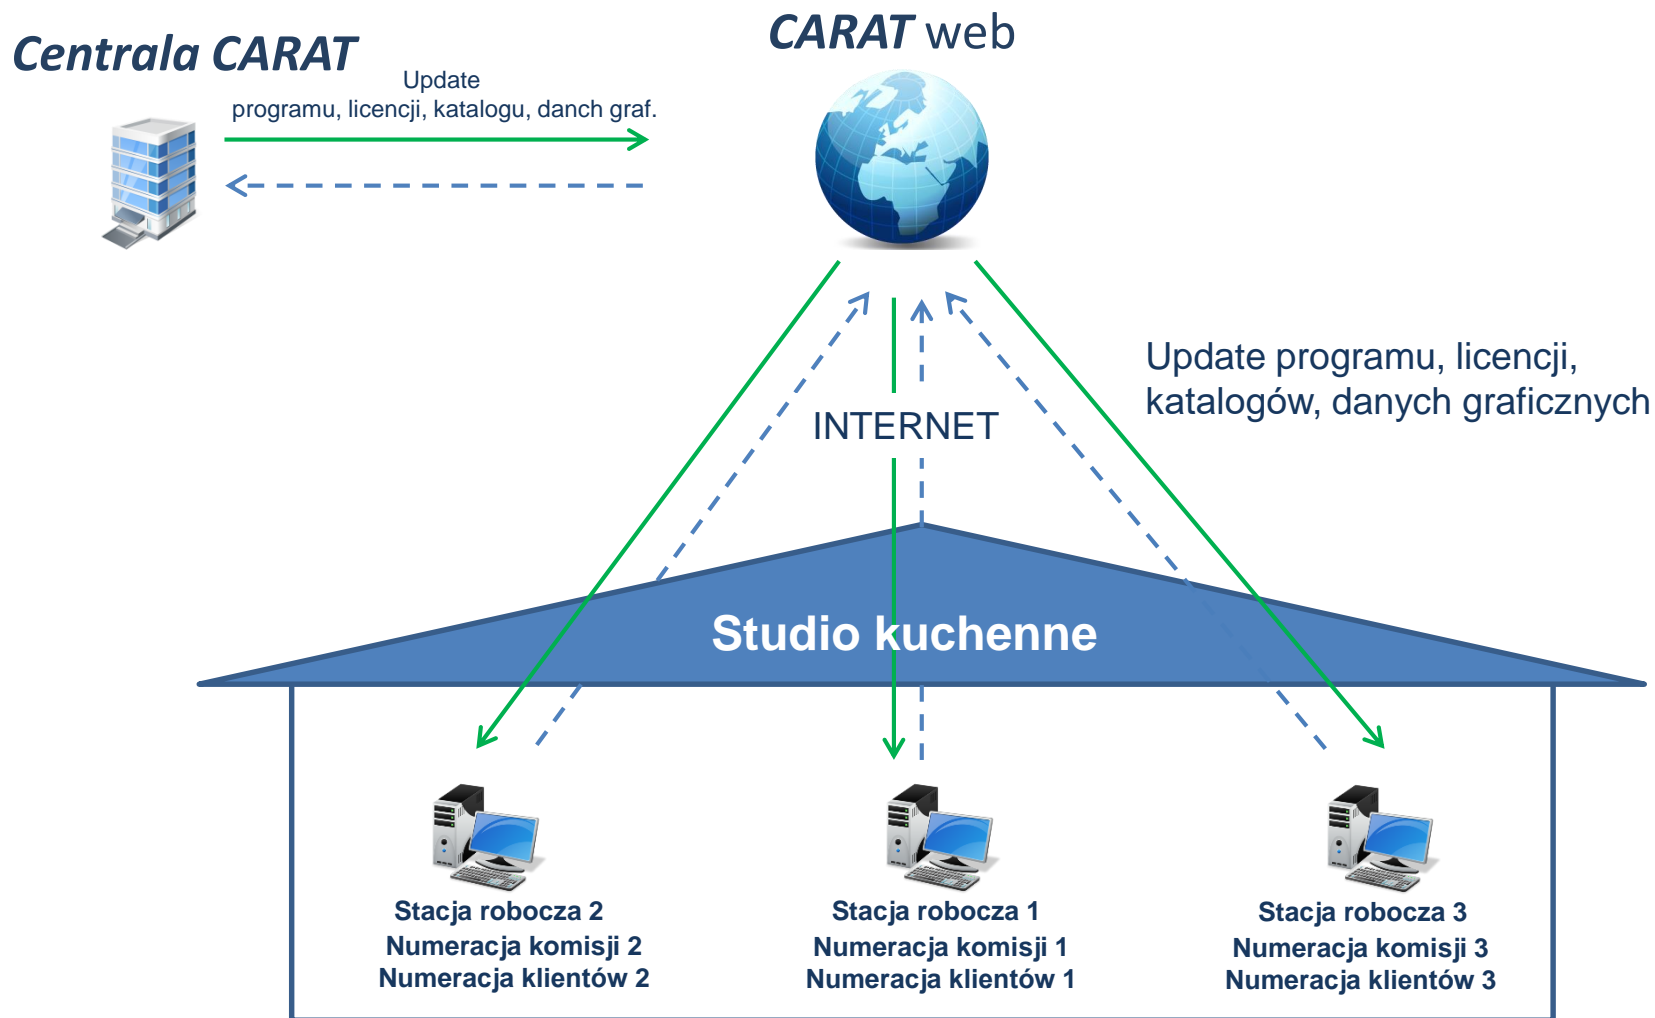 Centrala CARAT
CARAT web
Update
programu, licencji, katalogu, danch graf.
Update programu, licencji,
katalogów, danych graficznych
INTERNET
Studio kuchenne
Stacja robocza 2
Numeracja komisji 2
Numeracja klientów 2
Stacja robocza 1
Numeracja komisji 1
Numeracja klientów 1
Stacja robocza 3
Numeracja komisji 3
Numeracja klientów 3